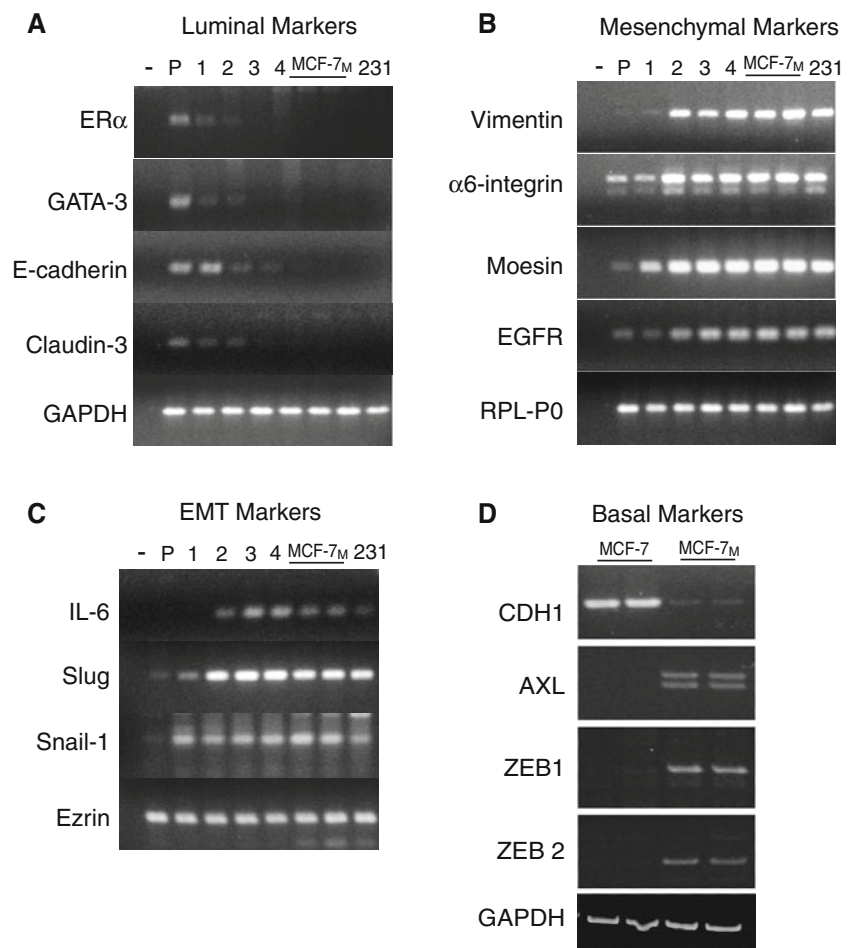 A
Luminal Markers
- P 1 2 3 4 MCF-7M 231
ERα
GATA-3
E-cadherin
Claudin-3
GAPDH
B
Mesenchymal Markers
- P 1 2 3 4 MCF-7M 231
Vimentin
α6-integrin
Moesin
EGFR
RPL-P0
C
EMT Markers
- P 1 2 3 4 MCF-7M 231
IL-6
Slug
Snail-1
Ezrin
D
Basal Markers
MCF-7 MCF-7M
CDH1
AXL
ZEB1
ZEB 2
GAPDH